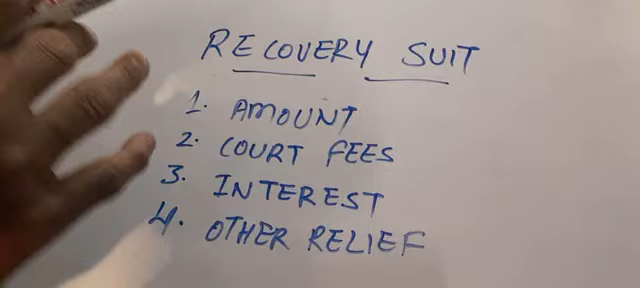 RECOVERY SUIT
1. AMOUNT
2. COURT FEES
3. INTEREST
4. OTHER RELIEF